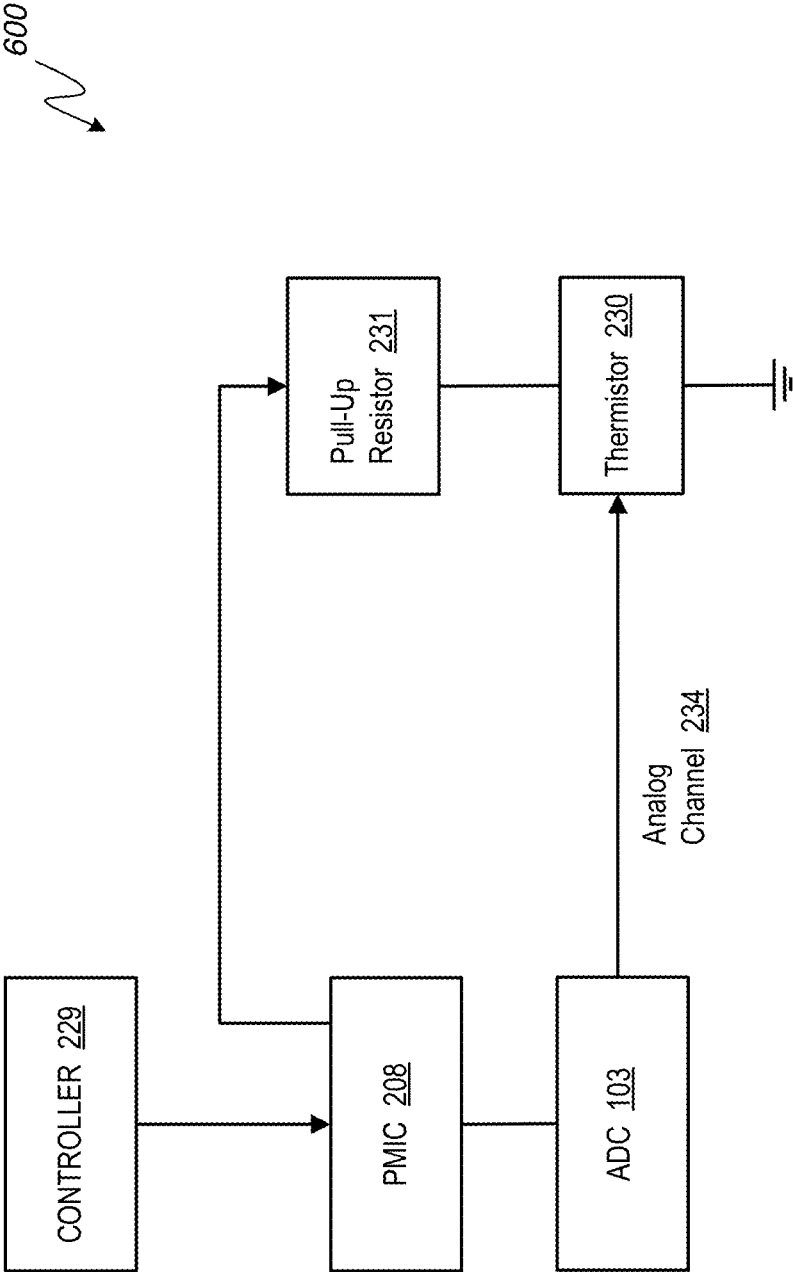 600
CONTROLLER 229
PMIC 208
ADC 103
Pull-Up
Resistor 231
Thermistor 230
Analog
Channel 234